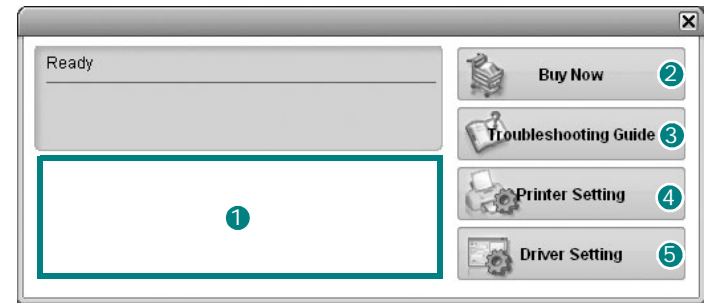 Ready
Buy Now 2
Troubleshooting Guide 3
1
Printer Setting 4
Driver Setting 5